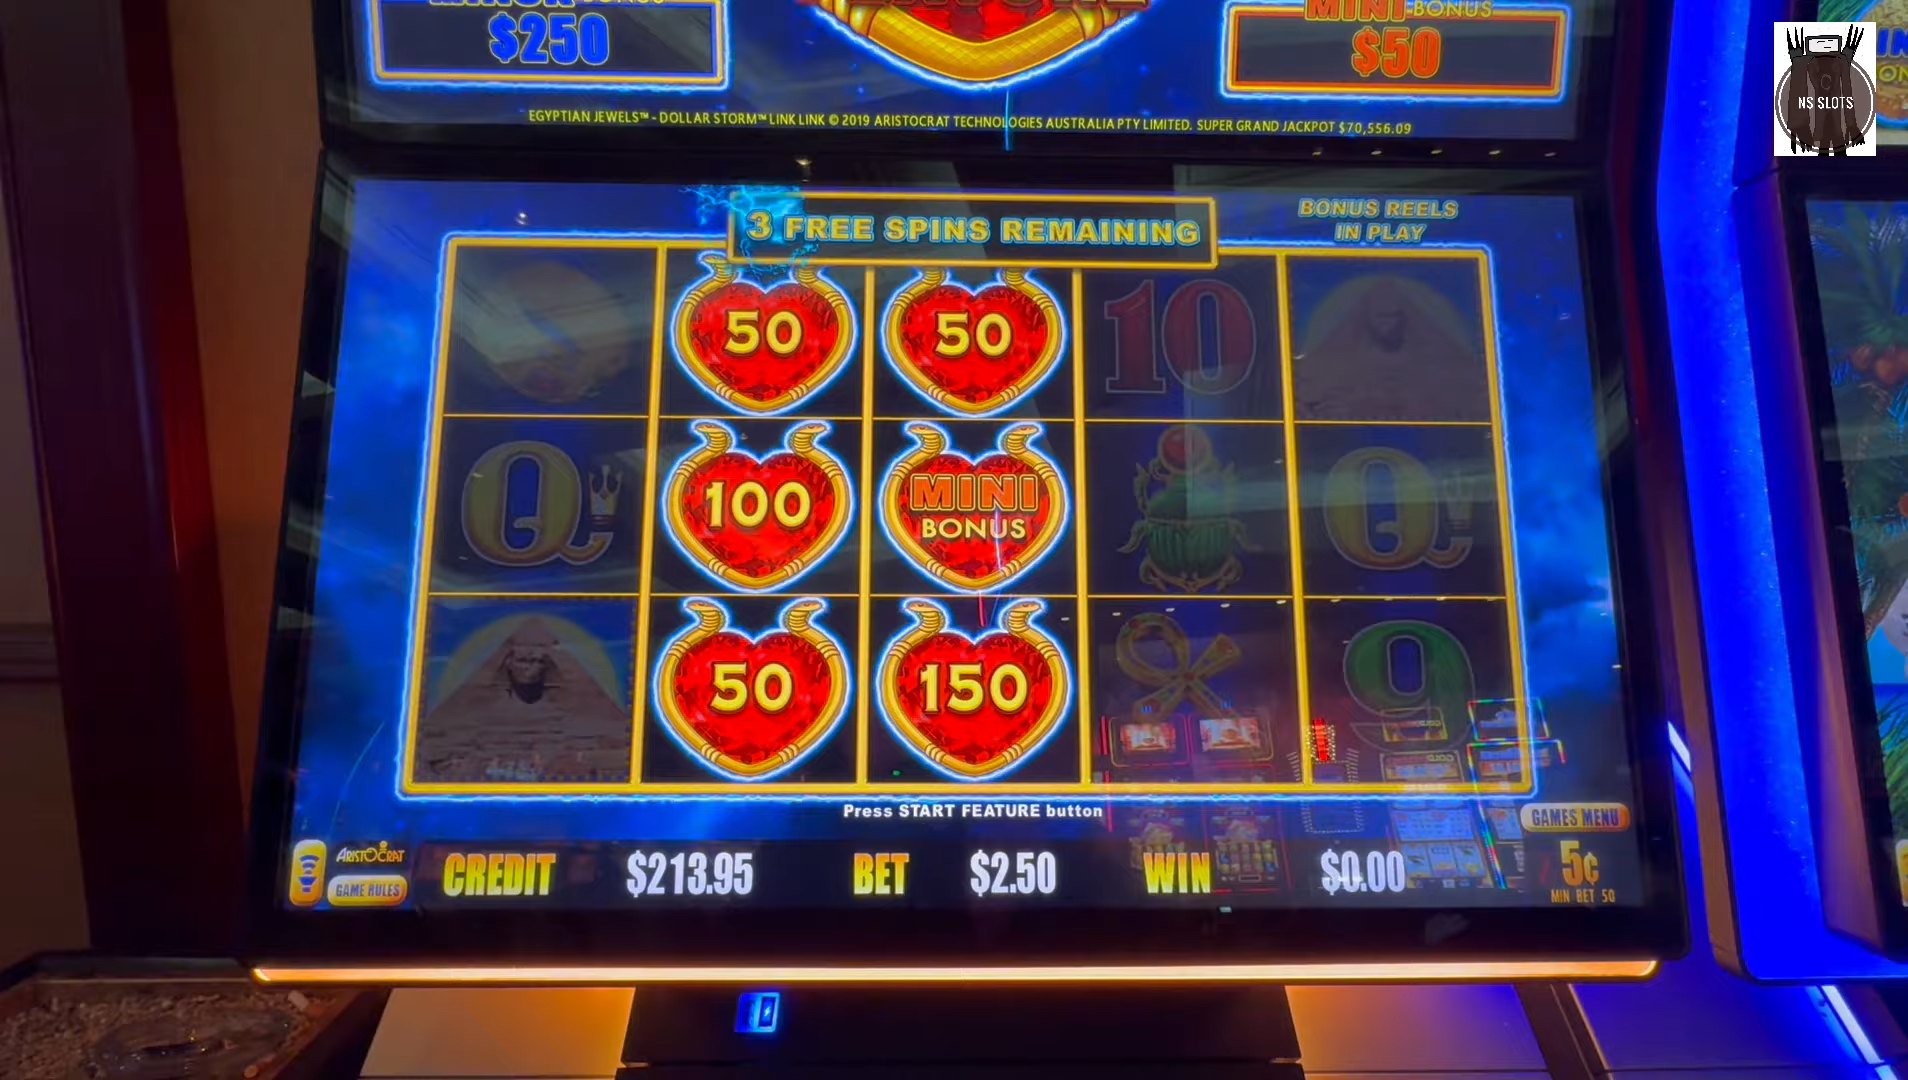 MINOR BONUS
$250
MINI BONUS
$50
EGYPTIAN JEWELS™ - DOLLAR STORM™ LINK LINK © 2019 ARISTOCRAT TECHNOLOGIES AUSTRALIA PTY LIMITED. SUPER GRAND JACKPOT $70,556.09
NS SLOTS
3 FREE SPINS REMAINING
BONUS REELS
IN PLAY
50
50
10
Q
100
MINI
BONUS
Q
50
150
9
Press START FEATURE button
GAMES MENU
ARISTOCRAT
GAME RULES
CREDIT $213.95 BET $2.50 WIN $0.00
5¢
MIN BET 50